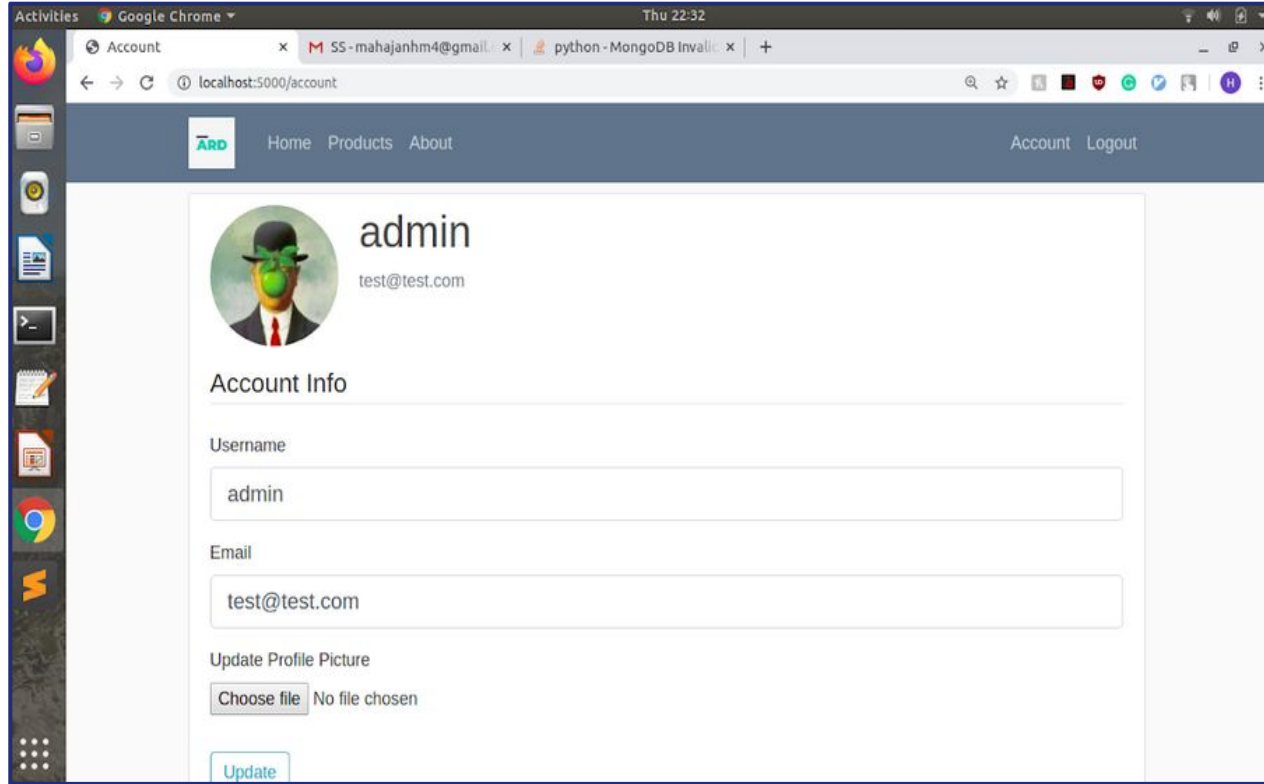 Activities Google Chrome Thu 22:32
Account SS - mahajanhm4@gmail. python - MongoDB Invalic
localhost:5000/account H
ARD Home Products About Account Logout
admin
test@test.com
Account Info
Username
admin
Email
test@test.com
Update Profile Picture
Choose file No file chosen
Update